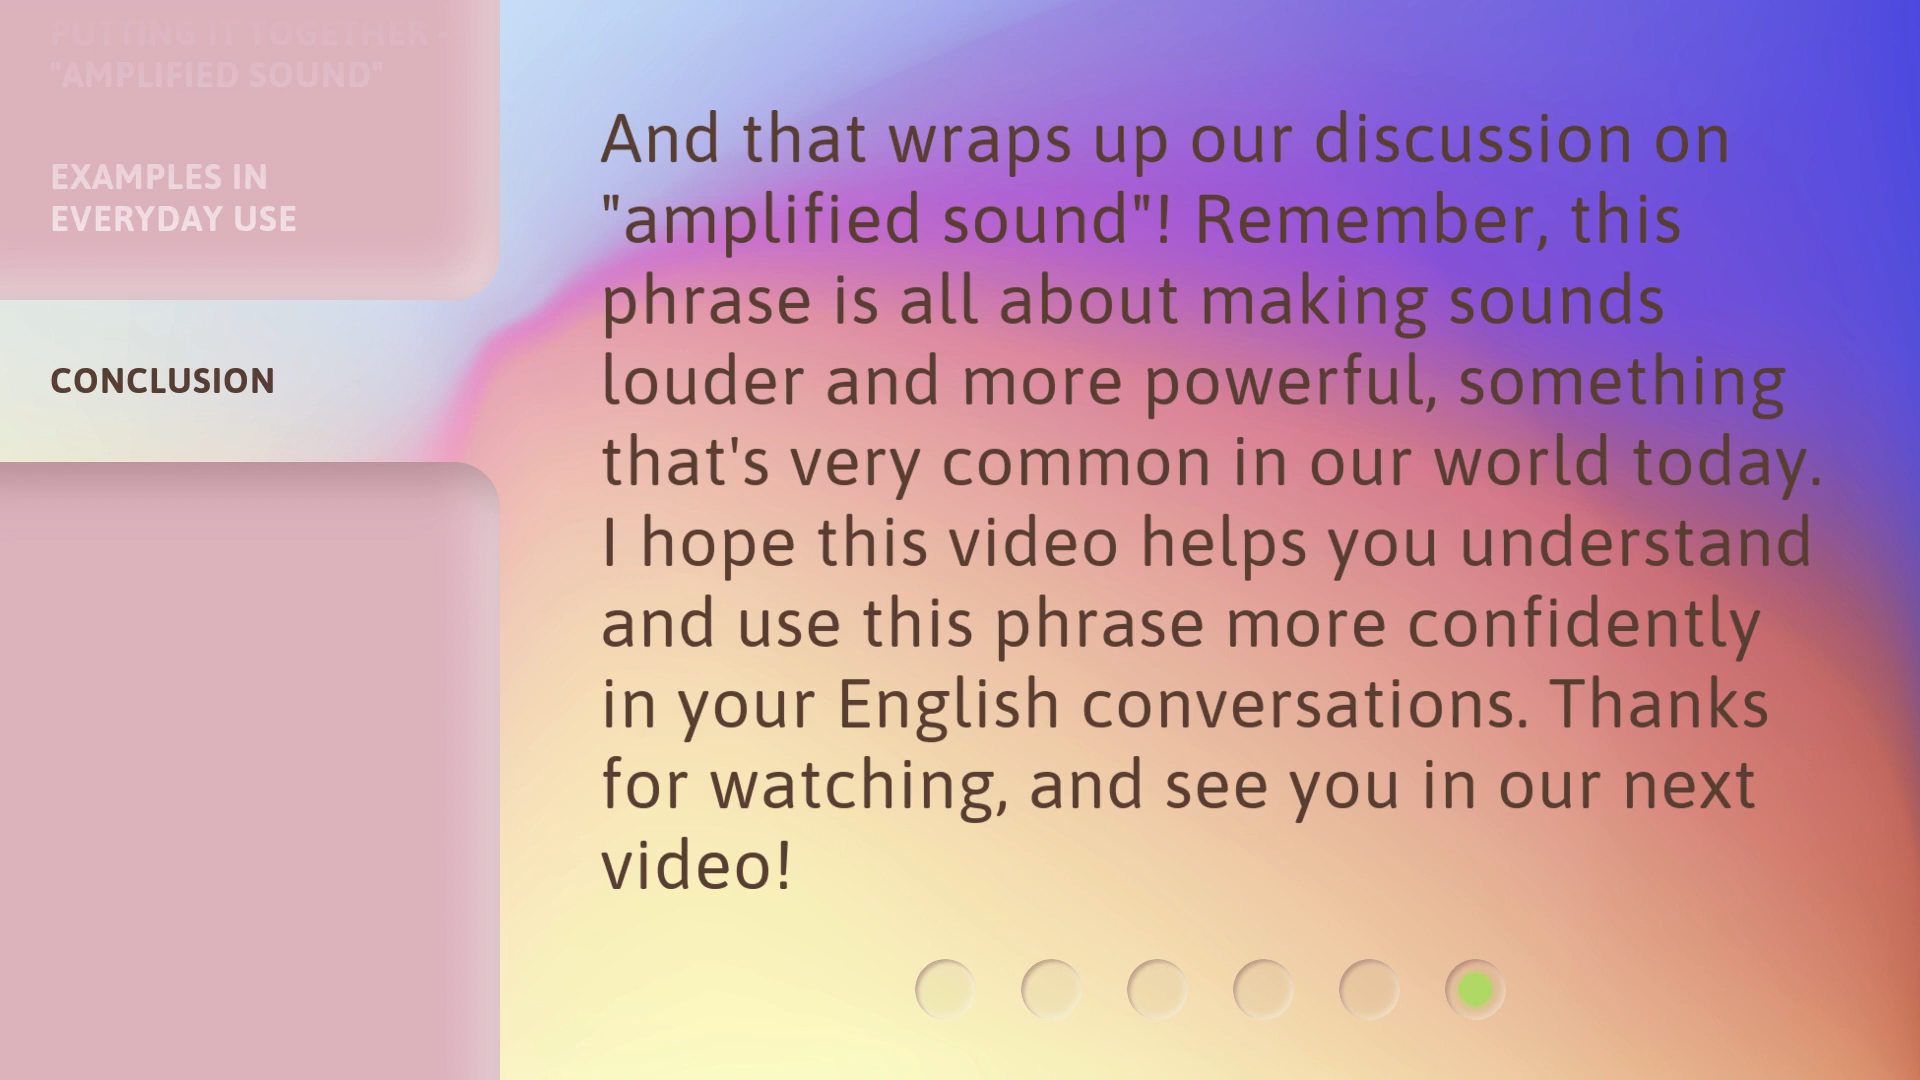 PUTTING IT TOGETHER -
"AMPLIFIED SOUND"
EXAMPLES IN
EVERYDAY USE
CONCLUSION
And that wraps up our discussion on
"amplified sound"! Remember, this
phrase is all about making sounds
louder and more powerful, something
that's very common in our world today.
I hope this video helps you understand
and use this phrase more confidently
in your English conversations. Thanks
for watching, and see you in our next
video!